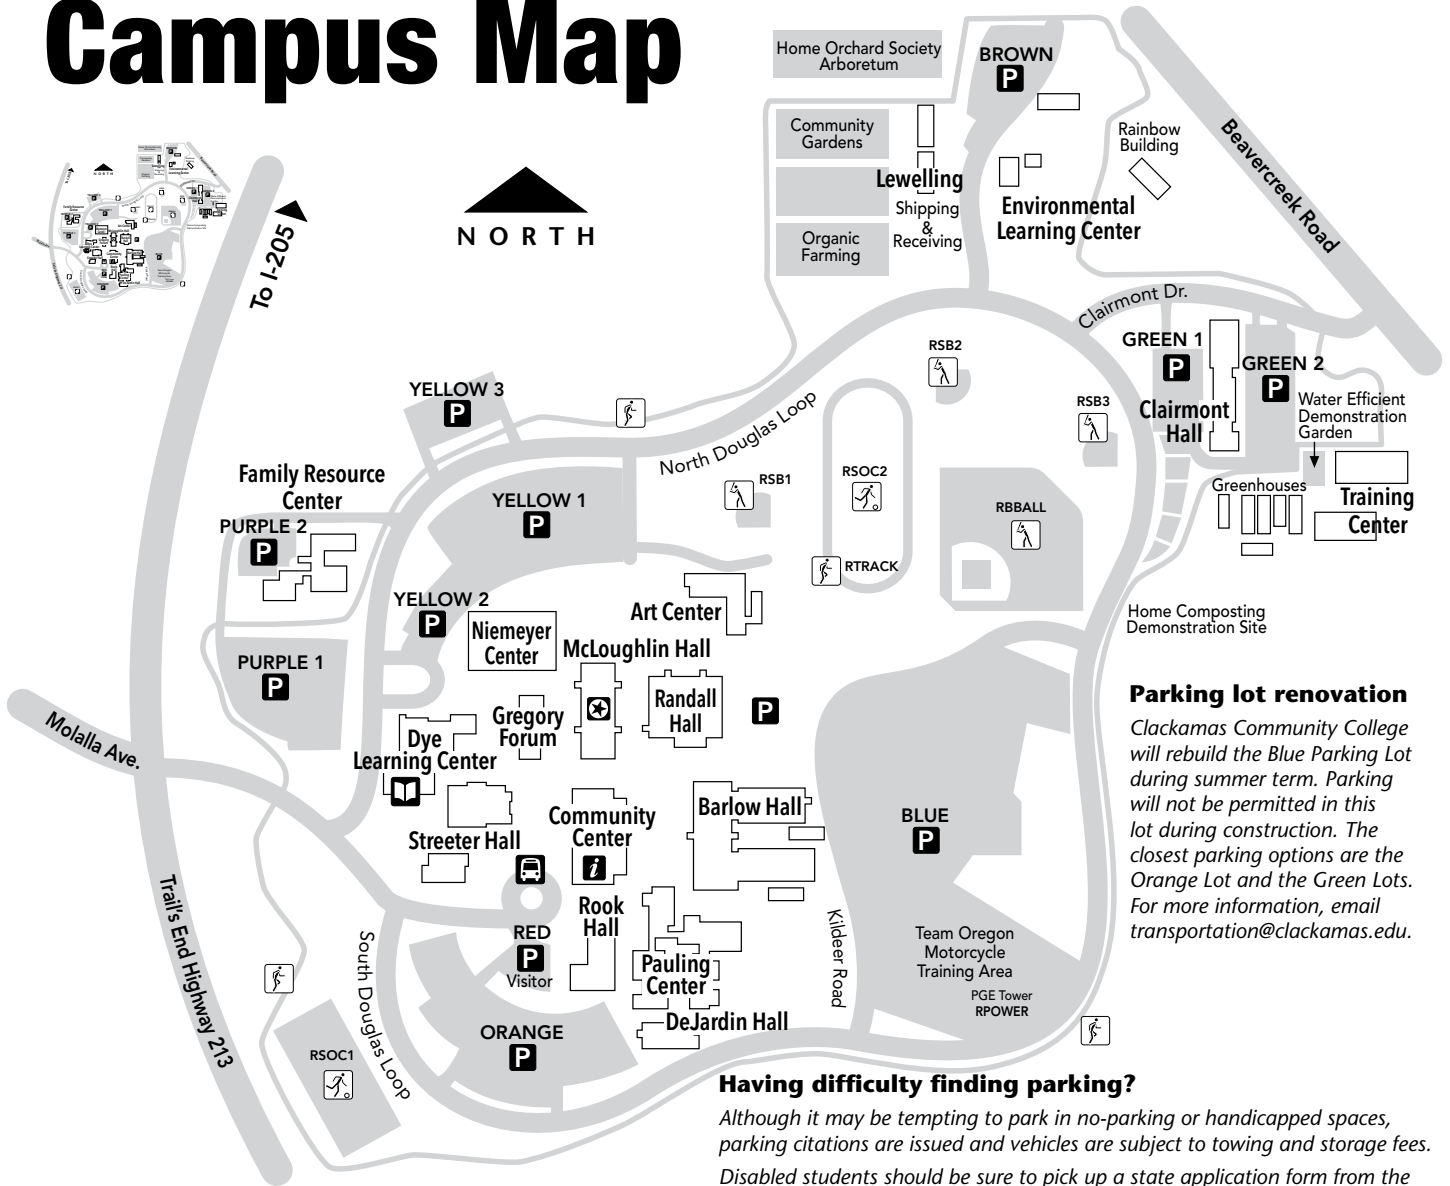 Campus Map
Home Orchard Society
Arboretum
BROWN
P
Community
Gardens
Lewelling
Shipping
&
Receiving
Organic
Farming
Environmental
Learning Center
Rainbow
Building
Beavercreek Road
To I-205
NORTH
Clairmont Dr.
GREEN 1
P
GREEN 2
P
Clairmont
Hall
Water Efficient
Demonstration
Garden
Greenhouses
Training
Center
RSB2
RSB3
YELLOW 3
P
North Douglas Loop
Family Resource
Center
PURPLE 2
P
YELLOW 1
P
RSB1
RSOC2
RBBALL
RTRACK
YELLOW 2
P
Niemeyer
Center
Art Center
McLoughlin Hall
Home Composting
Demonstration Site
PURPLE 1
P
Gregory
Forum
Randall
Hall
P
Molalla Ave.
Dye
Learning Center
Streeter Hall
Community
Center
i
Barlow Hall
BLUE
P
Parking lot renovation
Clackamas Community College
will rebuild the Blue Parking Lot
during summer term. Parking
will not be permitted in this
lot during construction. The
closest parking options are the
Orange Lot and the Green Lots.
For more information, email
transportation@clackamas.edu.
Trail's End Highway 213
South Douglas Loop
RED
P
Visitor
Rook
Hall
Pauling
Center
DeJardin Hall
Kildeer Road
Team Oregon
Motorcycle
Training Area
PGE Tower
RPOWER
ORANGE
P
RSOC1
Having difficulty finding parking?
Although it may be tempting to park in no-parking or handicapped spaces,
parking citations are issued and vehicles are subject to towing and storage fees.
Disabled students should be sure to pick up a state application form from the